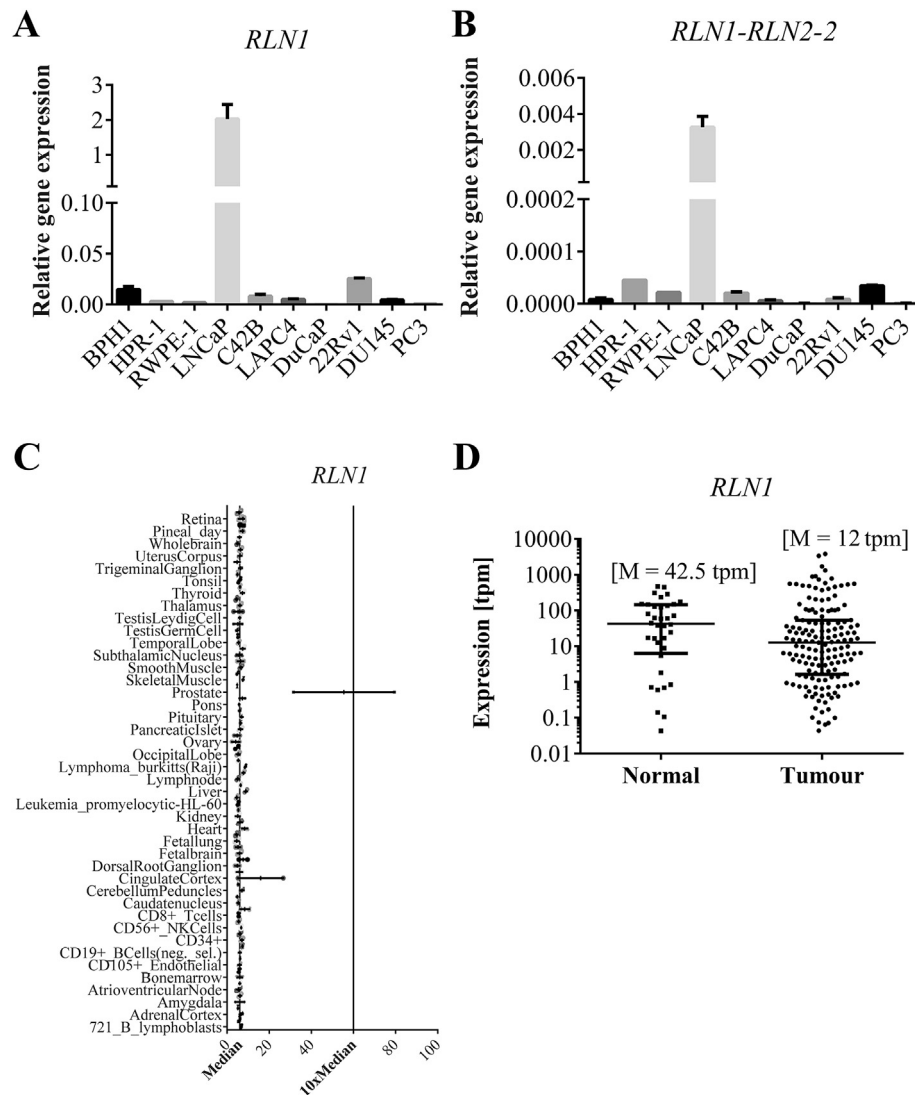 A
RLN1
Relative gene expression
3
2
1
0.10
0.05
0.00
BPH1
HPR-1
RWPE-1
LNCaP
C42B
LAPC4
DuCaP
22Rv1
DU145
PC3
B
RLN1-RLN2-2
Relative gene expression
0.006
0.004
0.002
0.0002
0.0001
0.0000
BPH1
HPR-1
RWPE-1
LNCaP
C42B
LAPC4
DuCaP
22Rv1
DU145
PC3
C
RLN1
Retina
Pineal_day
Wholebrain
UterusCorpus
TrigeminalGanglion
Tonsil
Thyroid
Thalamus
TestisLeydigCell
TestisGermCell
TemporalLobe
SubthalamicNucleus
SmoothMuscle
SkeletalMuscle
Prostate
Pons
Pituitary
PancreaticIslet
Ovary
OccipitalLobe
Lymphoma_burkitts(Raji)
Lymphnode
Liver
Leukemia_promyelocytic-HL-60
Kidney
Heart
Fetallung
Fetalbrain
DorsalRootGanglion
CingulateCortex
CerebellumPeduncles
Caudatenucleus
CD8+_Tcells
CD56+_NKCells
CD34+
CD19+_BCells(neg._sel.)
CD105+_Endothelial
Bonemarrow
AtrioventricularNode
Amygdala
AdrenalCortex
721_B_lymphoblasts
0
Median
20
40
10xMedian
60
80
100
D
RLN1
Expression [tpm]
10000
1000
100
10
1
0.1
0.01
[M = 42.5 tpm]
[M = 12 tpm]
Normal
Tumour